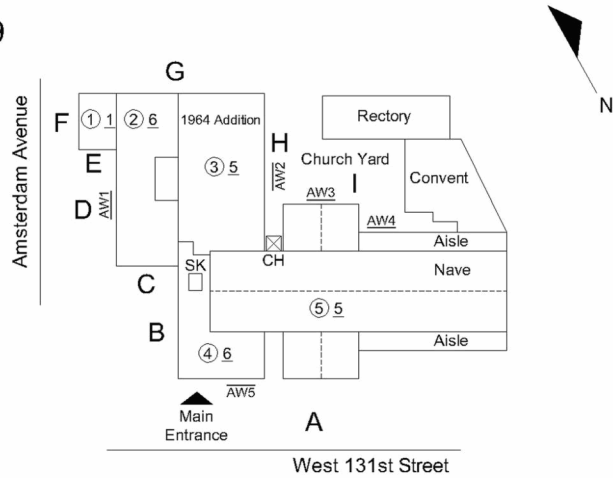 9
N
G
F
① 1
② 6
1964 Addition
Rectory
E
H
AW2
Church Yard
I
Convent
D
AW1
③ 5
AW3
AW4
Amsterdam Avenue
Aisle
SK
CH
Nave
C
B
⑤ 5
④ 6
Aisle
AW5
Main
Entrance
A
West 131st Street